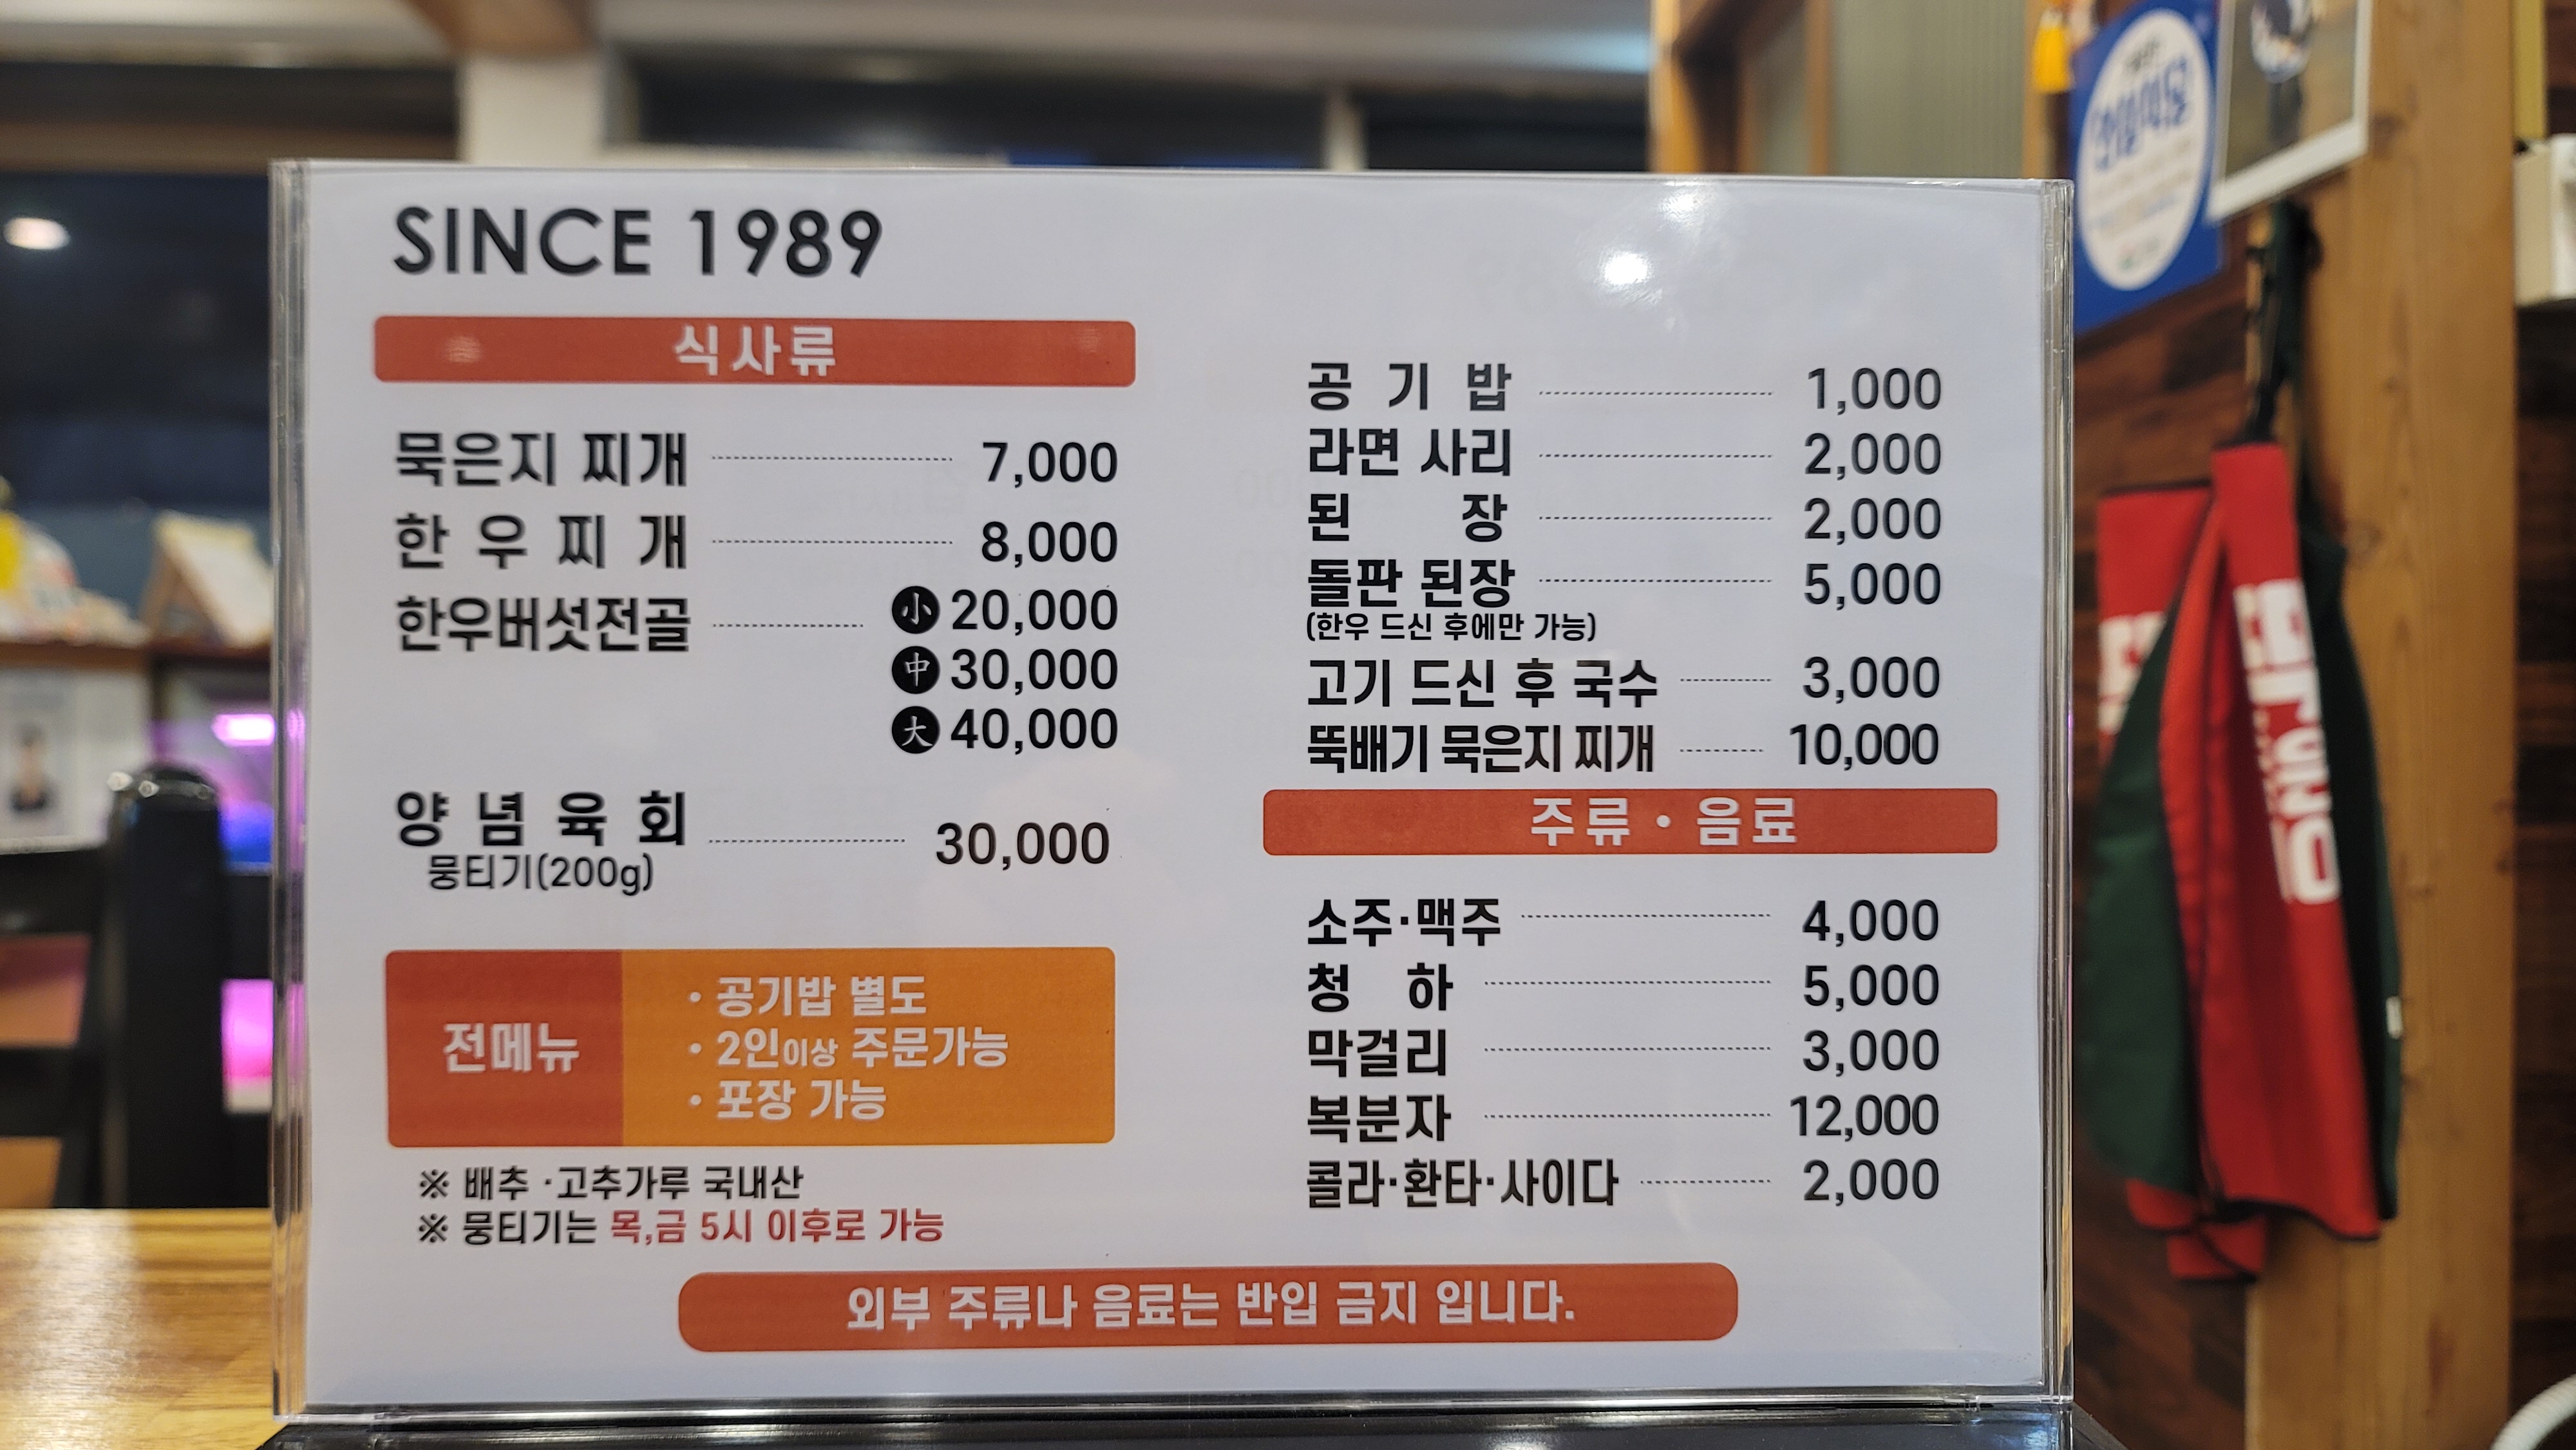 SINCE 1989
식사류
묵은지 찌개 7,000
한우찌개 8,000
한우버섯전골 小 20,000
中 30,000
大 40,000
양념육회 30,000
뭉티기(200g)
전메뉴
· 공기밥 별도
· 2인이상 주문가능
· 포장 가능
※ 배추 ·고추가루 국내산
※ 뭉티기는 목,금 5시 이후로 가능
공기밥 1,000
라면 사리 2,000
된장 2,000
돌판 된장 5,000
(한우 드신 후에만 가능)
고기 드신 후 국수 3,000
뚝배기 묵은지 찌개 10,000
주류 · 음료
소주·맥주 4,000
청하 5,000
막걸리 3,000
복분자 12,000
콜라·환타·사이다 2,000
외부 주류나 음료는 반입 금지 입니다.